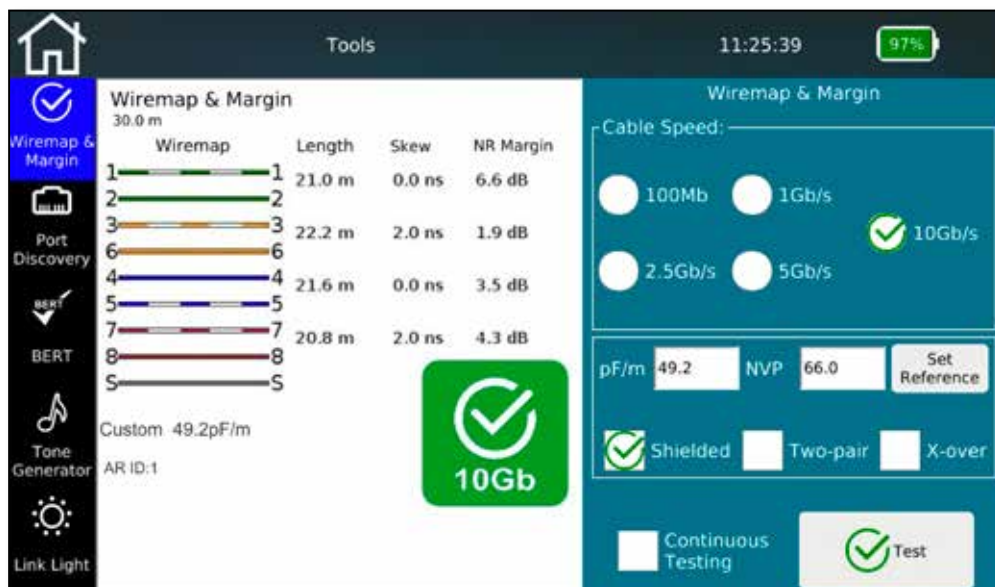 Tools
11:25:39
97%
Wiremap & Margin
Port Discovery
BERT
BERT
Tone Generator
Link Light
Wiremap & Margin
30.0 m
Wiremap Length Skew NR Margin
1 1 21.0 m 0.0 ns 6.6 dB
2 2
3 3 22.2 m 2.0 ns 1.9 dB
6 6
4 4 21.6 m 0.0 ns 3.5 dB
5 5
7 7 20.8 m 2.0 ns 4.3 dB
8 8
S S
Custom 49.2pF/m
AR ID:1
10Gb
Wiremap & Margin
Cable Speed:
100Mb 1Gb/s
10Gb/s
2.5Gb/s 5Gb/s
pF/m 49.2 NVP 66.0 Set Reference
Shielded Two-pair X-over
Continuous Testing
Test